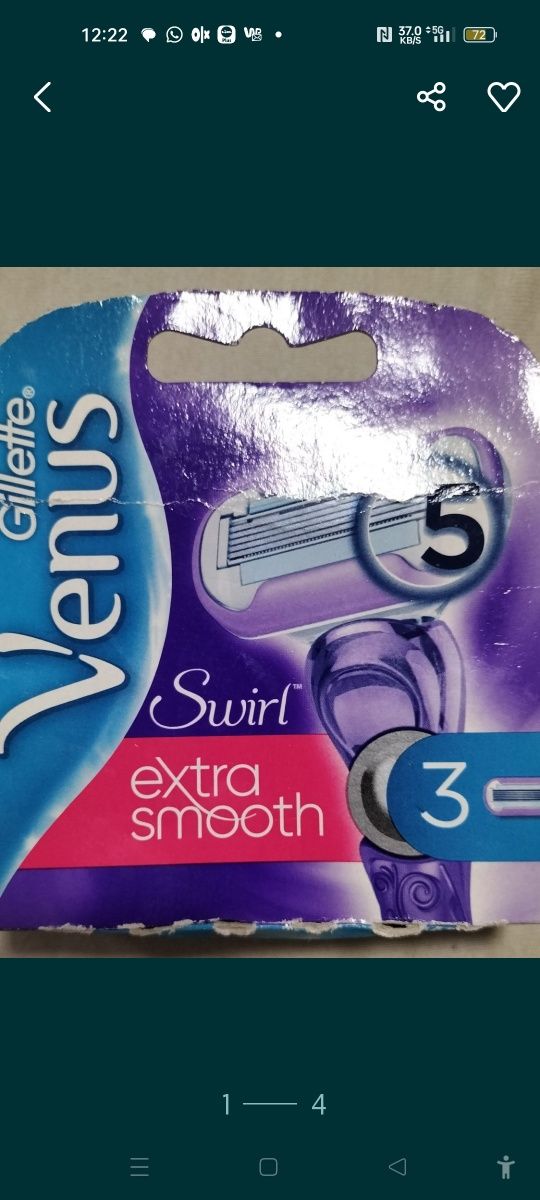 12:22
37.0
KB/S
5G
72
Gillette®
Venus
5
Swirl™
extra
smooth
3
1
4